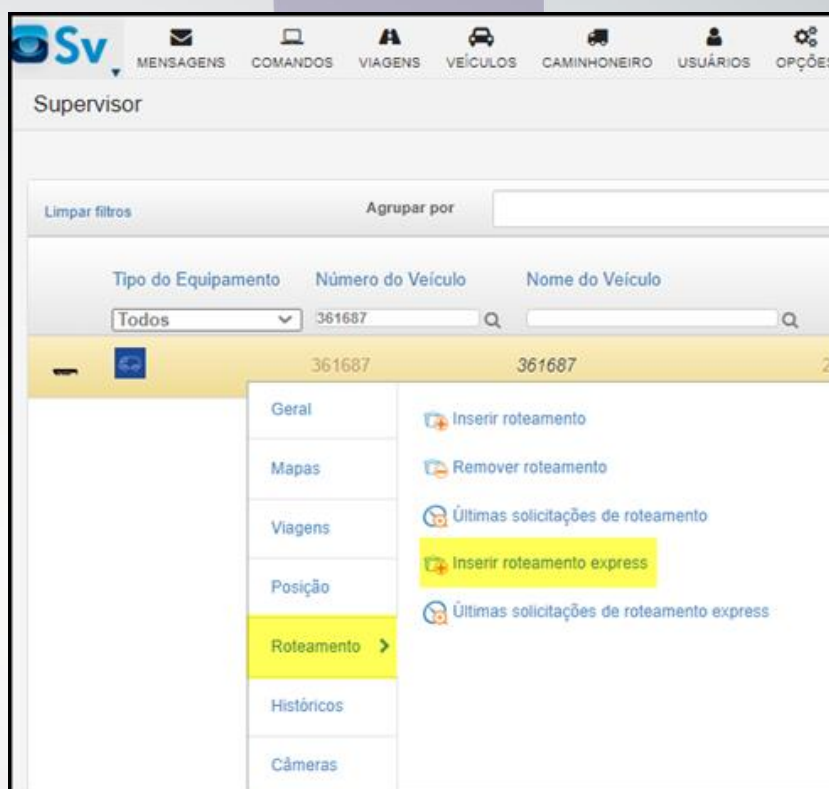 Sv
MENSAGENS COMANDOS VIAGENS VEÍCULOS CAMINHONEIRO USUÁRIOS OPÇÕES
Supervisor
Limpar filtros Agrupar por
Tipo do Equipamento Número do Veículo Nome do Veículo
Todos 361687
361687 361687 2
Geral
Inserir roteamento
Mapas
Remover roteamento
Viagens
Últimas solicitações de roteamento
Inserir roteamento express
Posição
Últimas solicitações de roteamento express
Roteamento
Históricos
Câmeras